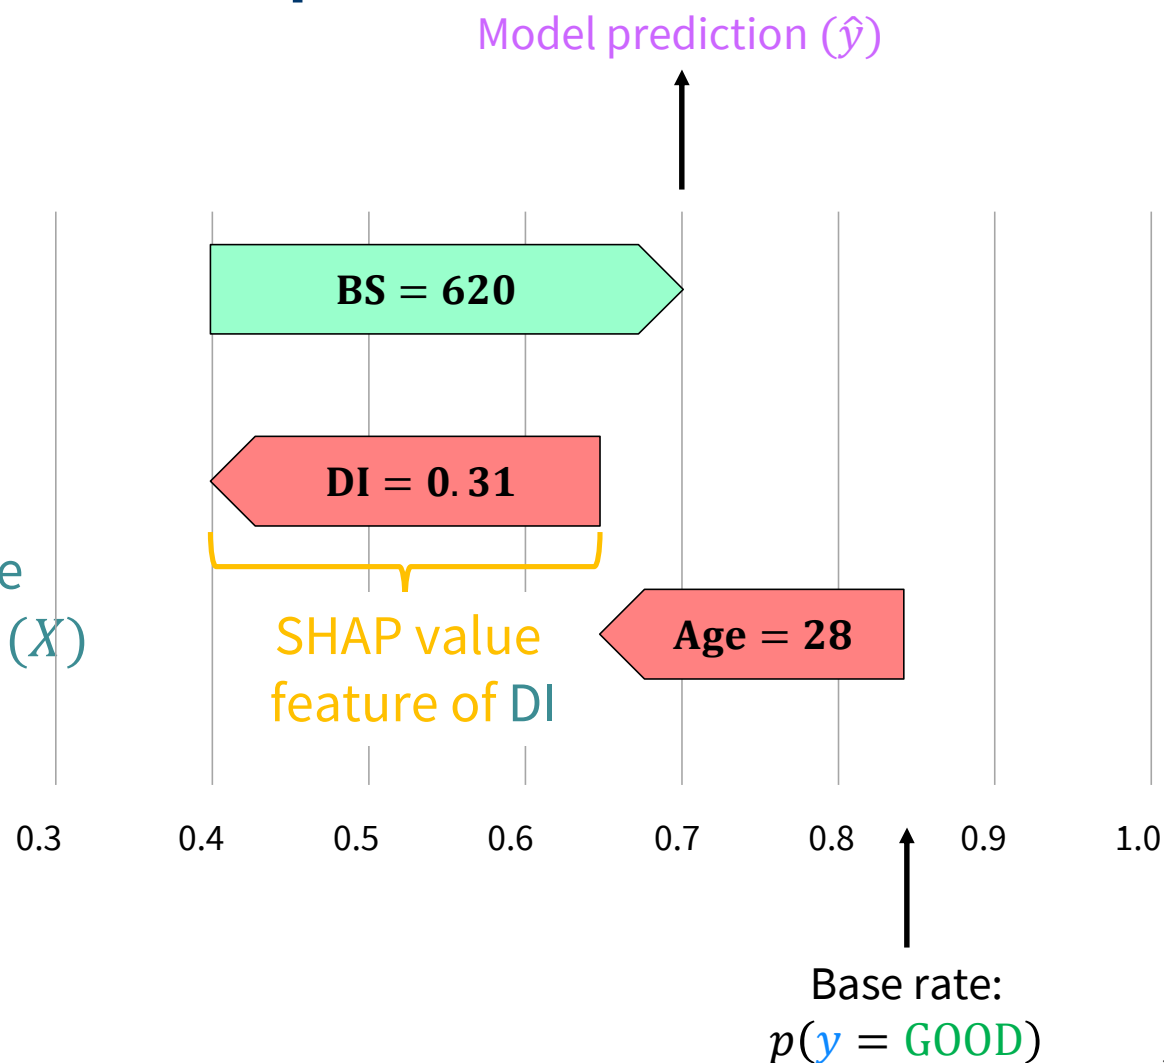 Model prediction (ŷ)
BS = 620
DI = 0.31
(X)
SHAP value
feature of DI
Age = 28
0.3 0.4 0.5 0.6 0.7 0.8 0.9 1.0
Base rate:
p(y = GOOD)